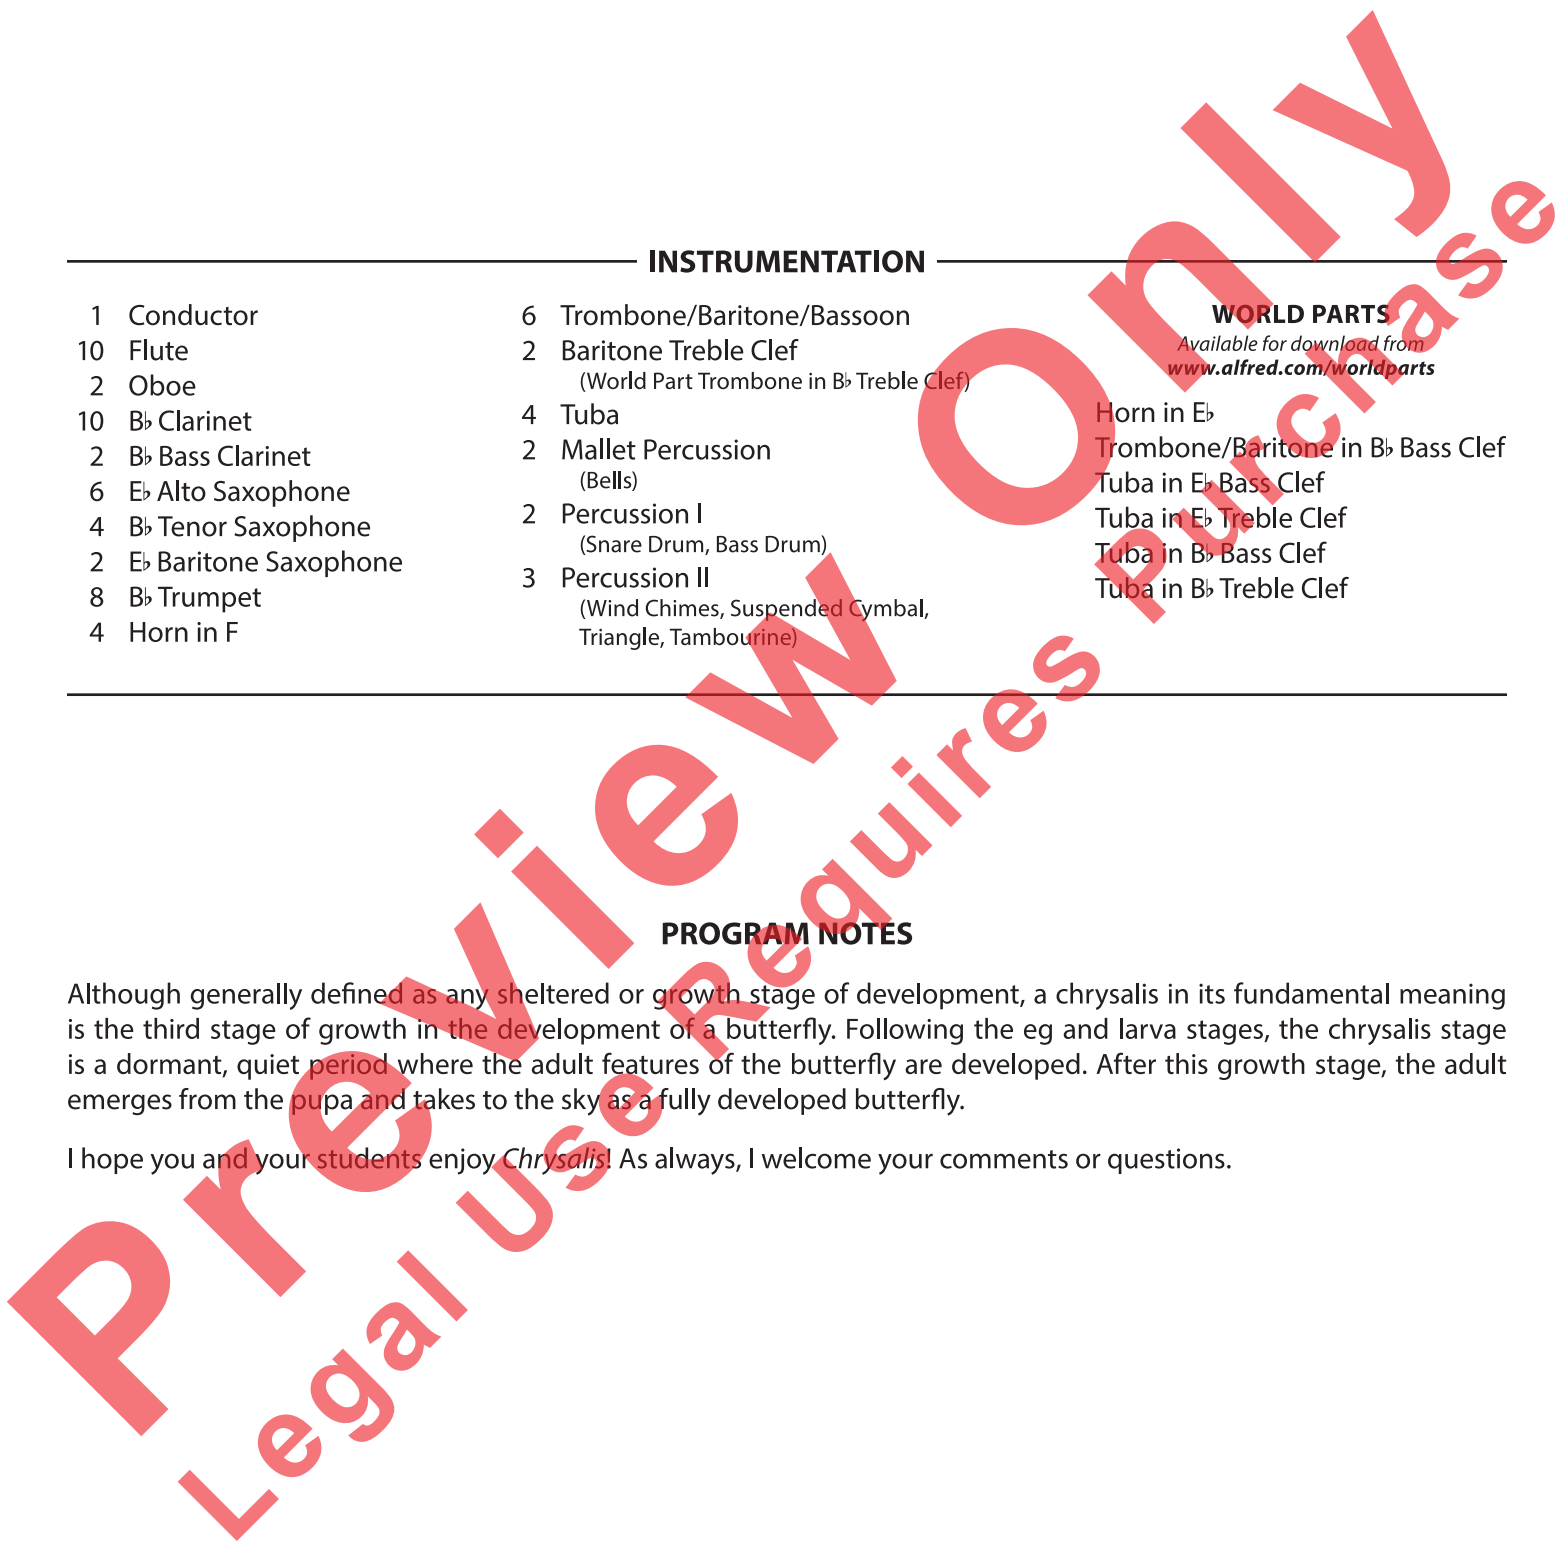 INSTRUMENTATION
1 Conductor
10 Flute
2 Oboe
10 B♭ Clarinet
2 B♭ Bass Clarinet
6 E♭ Alto Saxophone
4 B♭ Tenor Saxophone
2 E♭ Baritone Saxophone
8 B♭ Trumpet
4 Horn in F
6 Trombone/Baritone/Bassoon
2 Baritone Treble Clef
(World Part Trombone in B♭ Treble Clef)
4 Tuba
2 Mallet Percussion
(Bells)
2 Percussion I
(Snare Drum, Bass Drum)
3 Percussion II
(Wind Chimes, Suspended Cymbal,
Triangle, Tambourine)
WORLD PARTS
Available for download from
www.alfred.com/worldparts
Horn in E♭
Trombone/Baritone in B♭ Bass Clef
Tuba in E♭ Bass Clef
Tuba in E♭ Treble Clef
Tuba in B♭ Bass Clef
Tuba in B♭ Treble Clef
PROGRAM NOTES
Although generally defined as any sheltered or growth stage of development, a chrysalis in its fundamental meaning
is the third stage of growth in the development of a butterfly. Following the eg and larva stages, the chrysalis stage
is a dormant, quiet period where the adult features of the butterfly are developed. After this growth stage, the adult
emerges from the pupa and takes to the sky as a fully developed butterfly.
I hope you and your students enjoy Chrysalis! As always, I welcome your comments or questions.
Preview Only
Legal Use Requires Purchase